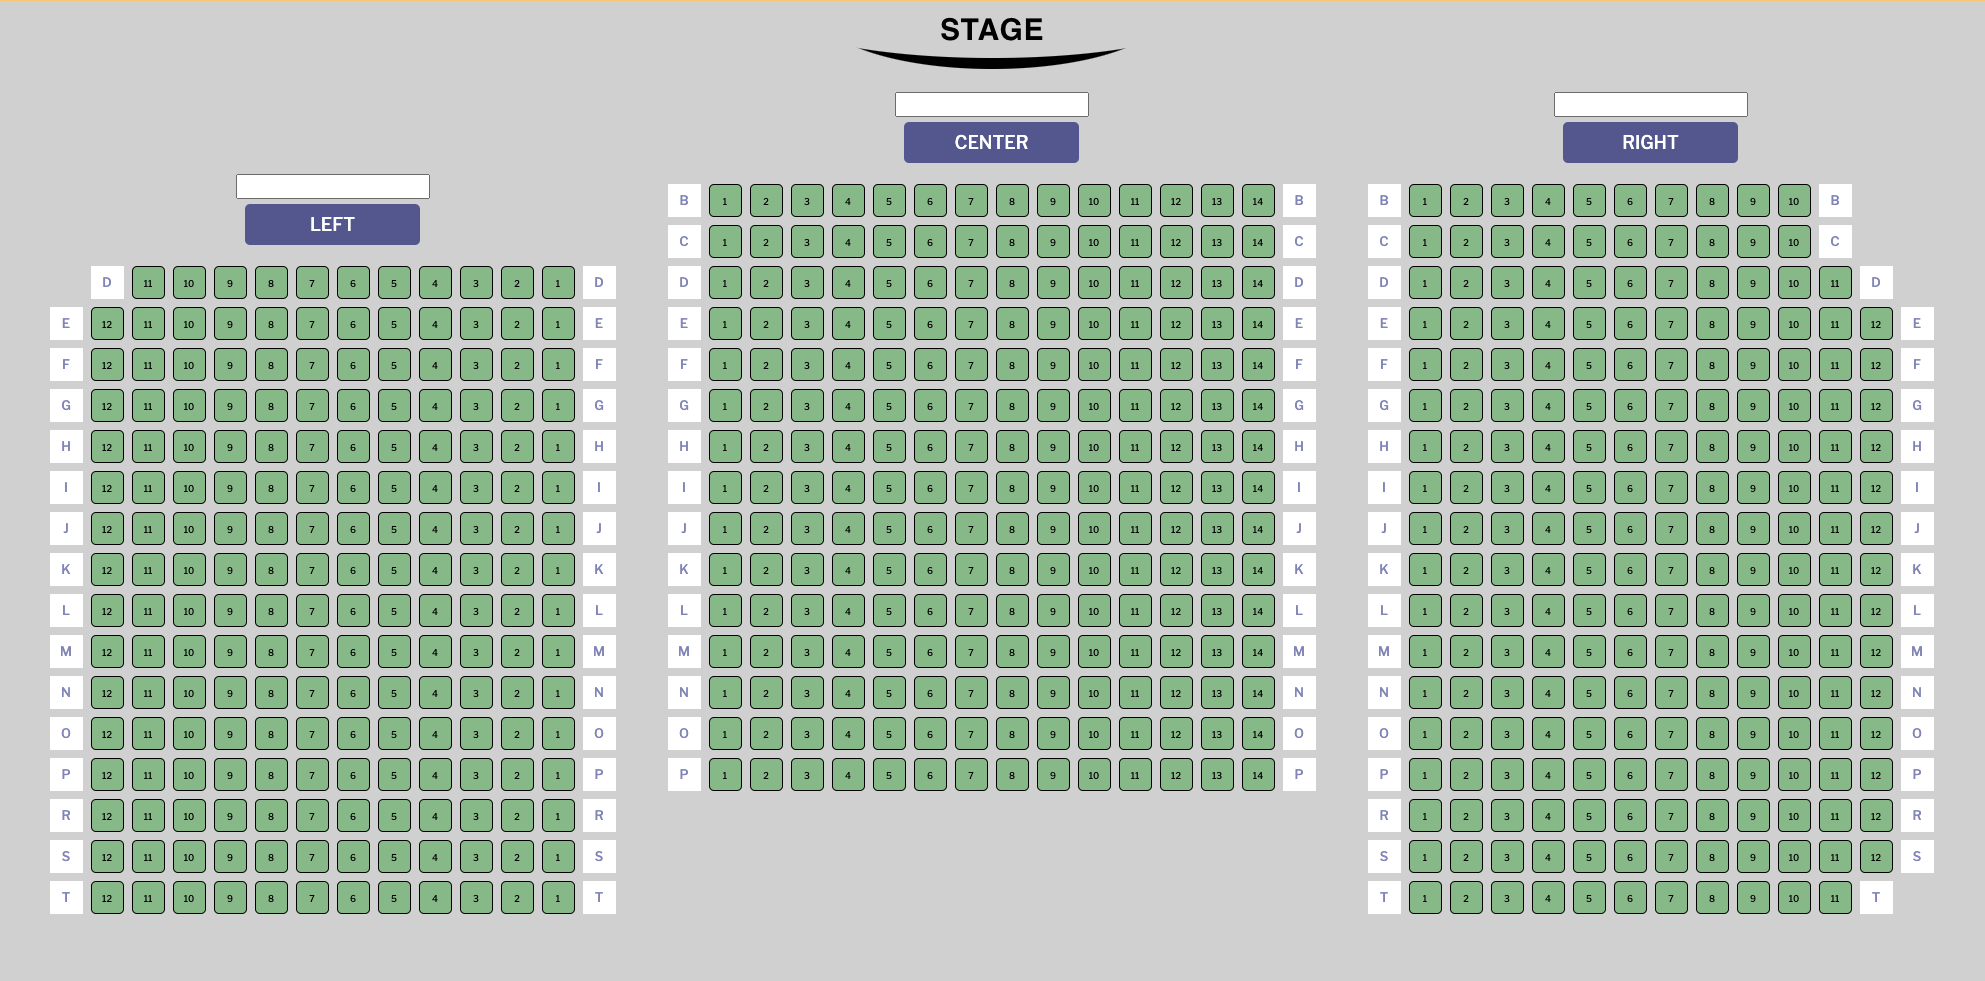 STAGE
CENTER RIGHT
B 1 2 3 4 5 6 7 8 9 10 11 12 13 14 B B 1 2 3 4 5 6 7 8 9 10 B
LEFT C 1 2 3 4 5 6 7 8 9 10 11 12 13 14 C C 1 2 3 4 5 6 7 8 9 10 C
D 11 10 9 8 7 6 5 4 3 2 1 D D 1 2 3 4 5 6 7 8 9 10 11 12 13 14 D D 1 2 3 4 5 6 7 8 9 10 11 D
E 12 11 10 9 8 7 6 5 4 3 2 1 E E 1 2 3 4 5 6 7 8 9 10 11 12 13 14 E E 1 2 3 4 5 6 7 8 9 10 11 12 E
F 12 11 10 9 8 7 6 5 4 3 2 1 F F 1 2 3 4 5 6 7 8 9 10 11 12 13 14 F F 1 2 3 4 5 6 7 8 9 10 11 12 F
G 12 11 10 9 8 7 6 5 4 3 2 1 G G 1 2 3 4 5 6 7 8 9 10 11 12 13 14 G G 1 2 3 4 5 6 7 8 9 10 11 12 G
H 12 11 10 9 8 7 6 5 4 3 2 1 H H 1 2 3 4 5 6 7 8 9 10 11 12 13 14 H H 1 2 3 4 5 6 7 8 9 10 11 12 H
I 12 11 10 9 8 7 6 5 4 3 2 1 I I 1 2 3 4 5 6 7 8 9 10 11 12 13 14 I I 1 2 3 4 5 6 7 8 9 10 11 12 I
J 12 11 10 9 8 7 6 5 4 3 2 1 J J 1 2 3 4 5 6 7 8 9 10 11 12 13 14 J J 1 2 3 4 5 6 7 8 9 10 11 12 J
K 12 11 10 9 8 7 6 5 4 3 2 1 K K 1 2 3 4 5 6 7 8 9 10 11 12 13 14 K K 1 2 3 4 5 6 7 8 9 10 11 12 K
L 12 11 10 9 8 7 6 5 4 3 2 1 L L 1 2 3 4 5 6 7 8 9 10 11 12 13 14 L L 1 2 3 4 5 6 7 8 9 10 11 12 L
M 12 11 10 9 8 7 6 5 4 3 2 1 M M 1 2 3 4 5 6 7 8 9 10 11 12 13 14 M M 1 2 3 4 5 6 7 8 9 10 11 12 M
N 12 11 10 9 8 7 6 5 4 3 2 1 N N 1 2 3 4 5 6 7 8 9 10 11 12 13 14 N N 1 2 3 4 5 6 7 8 9 10 11 12 N
O 12 11 10 9 8 7 6 5 4 3 2 1 O O 1 2 3 4 5 6 7 8 9 10 11 12 13 14 O O 1 2 3 4 5 6 7 8 9 10 11 12 O
P 12 11 10 9 8 7 6 5 4 3 2 1 P P 1 2 3 4 5 6 7 8 9 10 11 12 13 14 P P 1 2 3 4 5 6 7 8 9 10 11 12 P
R 12 11 10 9 8 7 6 5 4 3 2 1 R R 1 2 3 4 5 6 7 8 9 10 11 12 R
S 12 11 10 9 8 7 6 5 4 3 2 1 S S 1 2 3 4 5 6 7 8 9 10 11 12 S
T 12 11 10 9 8 7 6 5 4 3 2 1 T T 1 2 3 4 5 6 7 8 9 10 11 T